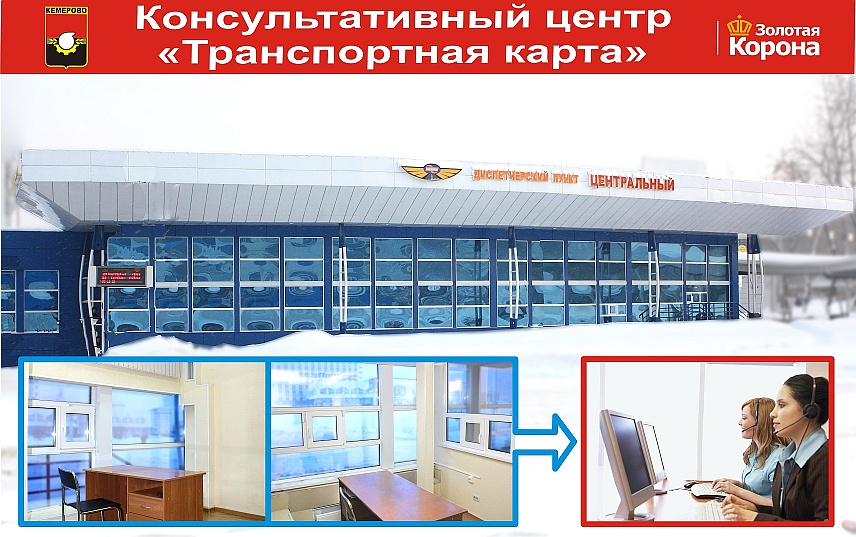 КЕМЕРОВО
Консультативный центр
«Транспортная карта»
Золотая
Корона
ДИСПЕТЧЕРСКИЙ ПУНКТ ЦЕНТРАЛЬНЫЙ